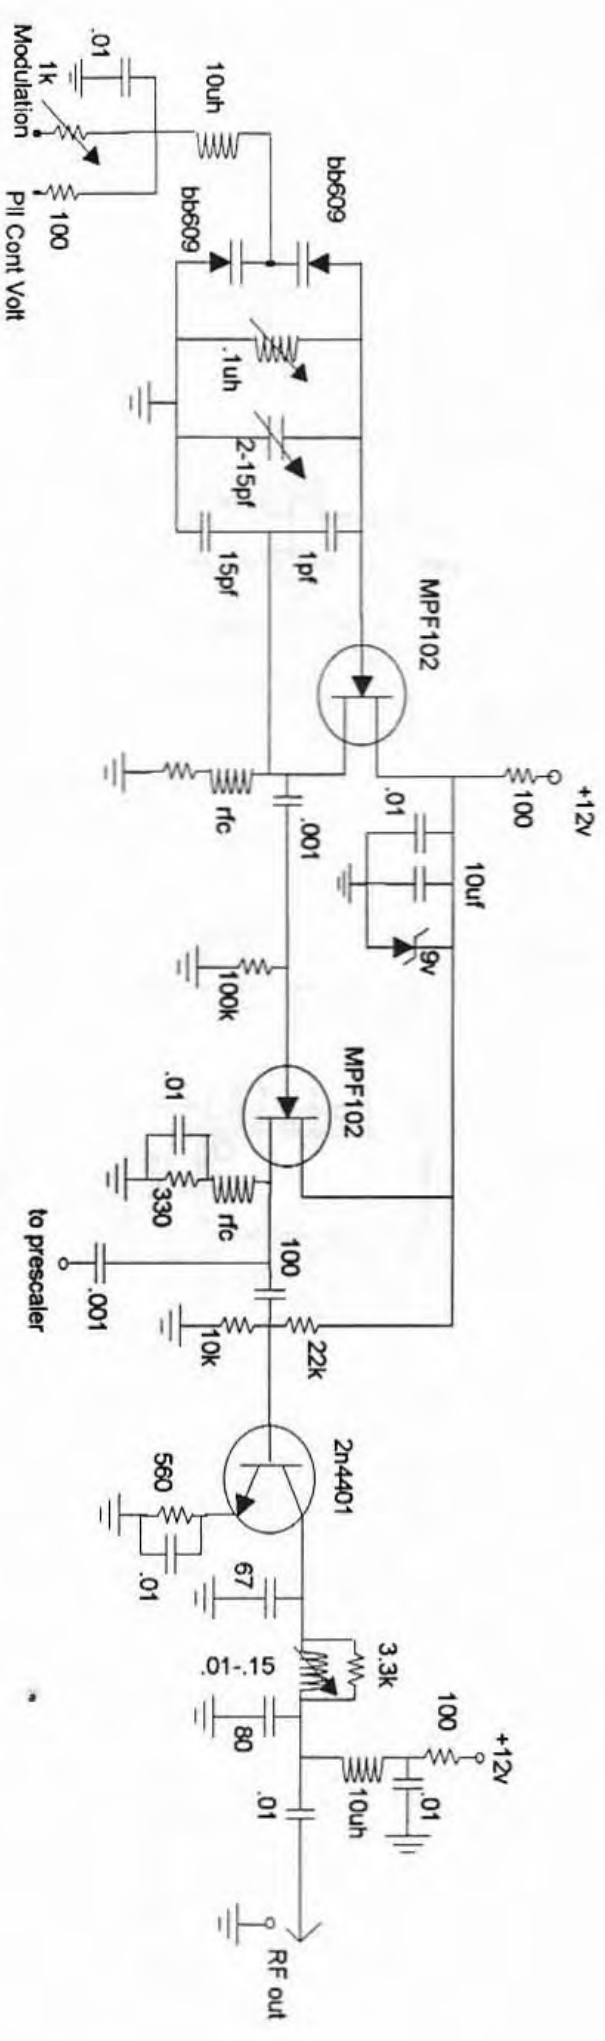 Modulation
1k
.01
Pll Cont Volt
100
10uh
bb609
bb609
.1uh
2-15pf
15pf
1pf
MPF102
rfc
+12v
100
.01
10uf
9v
.001
100k
MPF102
.01
330
rfc
to prescaler
.001
100
10k
22k
2n4401
560
.01
67
.01-.15
3.3k
80
+12v
100
.01
10uh
.01
RF out